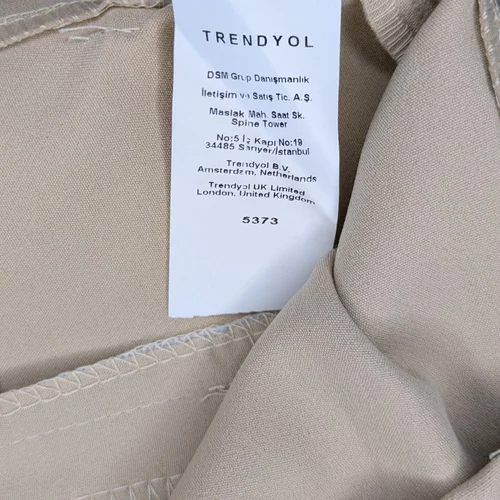 TRENDYOL
DSM Grup Danışmanlık
İletişim ve Satış Tic. A.Ş.
Maslak Mah. Saat Sk.
Spine Tower
No:5 İç Kapı No:19
34485 Sarıyer/İstanbul
Trendyol B.V.
Amsterdam, Netherlands
Trendyol UK Limited
London, United Kingdom
5373